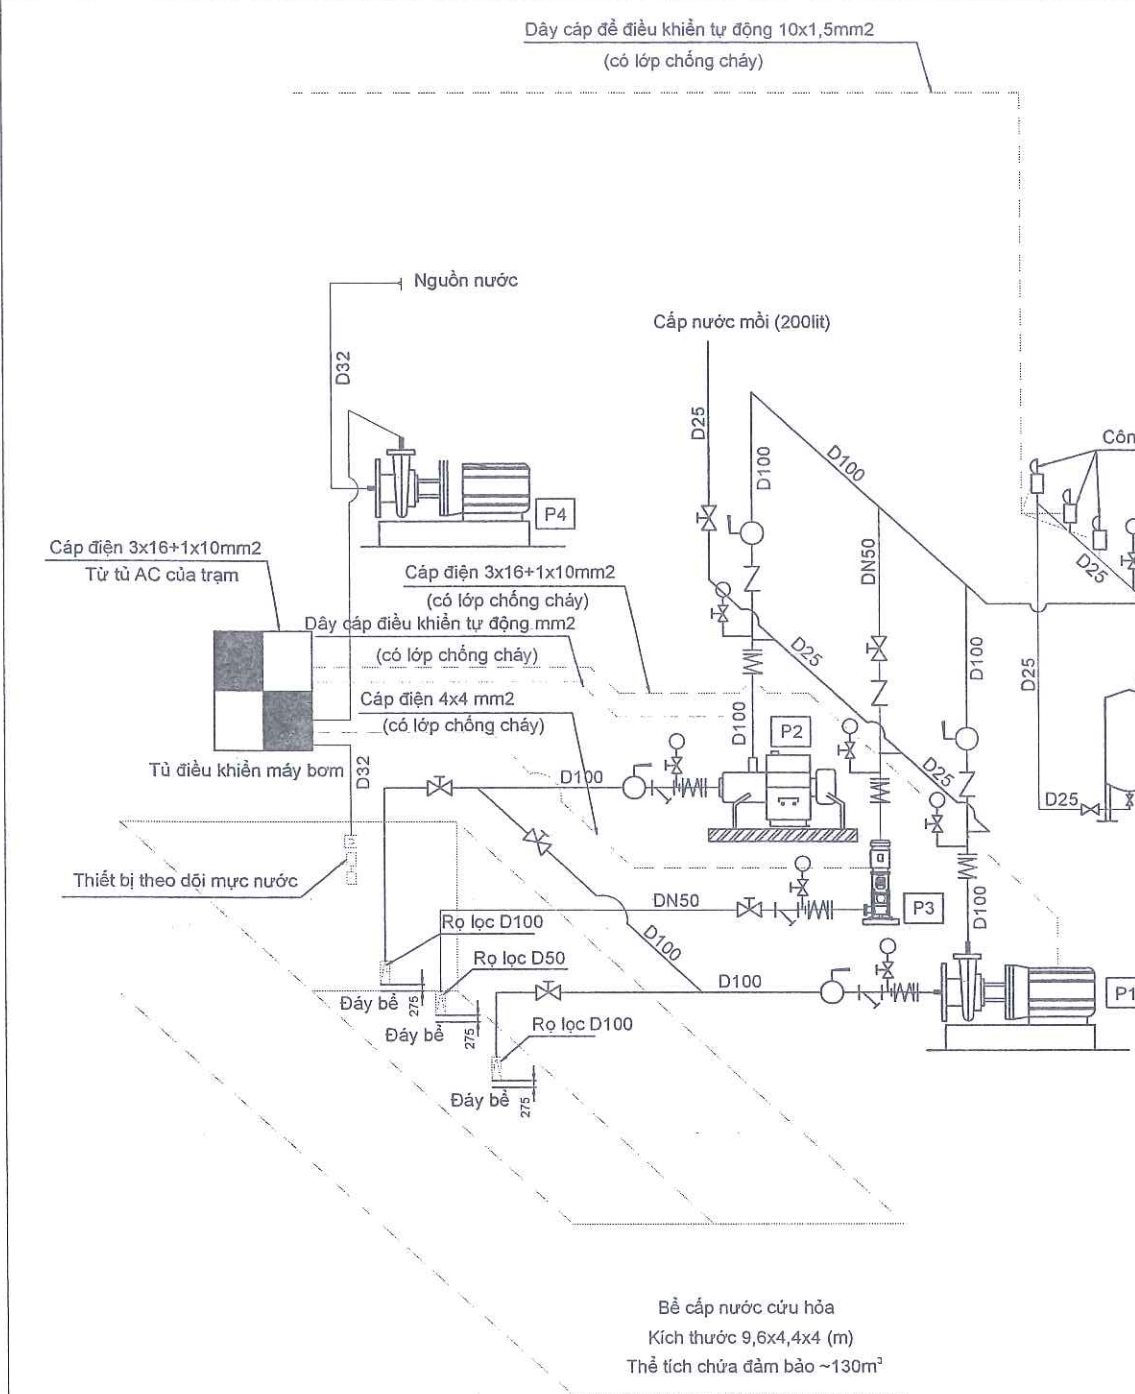 Dây cáp để điều khiển tự động 10x1,5mm2
(có lớp chống cháy)
Nguồn nước
Cấp nước mồi (200lit)
D32
D25
D100
D100
Côn
P4
D25
Cáp điện 3x16+1x10mm2
Từ tủ AC của trạm
Cáp điện 3x16+1x10mm2
(có lớp chống cháy)
DN50
Dây cáp điều khiển tự động mm2
(có lớp chống cháy)
D25
D100
D25
Cáp điện 4x4 mm2
(có lớp chống cháy)
D100
P2
Tủ điều khiển máy bơm
D32
D100
D25
D25
Thiết bị theo dõi mực nước
DN50
P3
D100
Rọ lọc D100
D100
Rọ lọc D50
D100
P1
Đáy bể
275
Đáy bể
275
Rọ lọc D100
Đáy bể
275
Bể cấp nước cứu hỏa
Kích thước 9,6x4,4x4 (m)
Thể tích chứa đảm bảo ~130m³